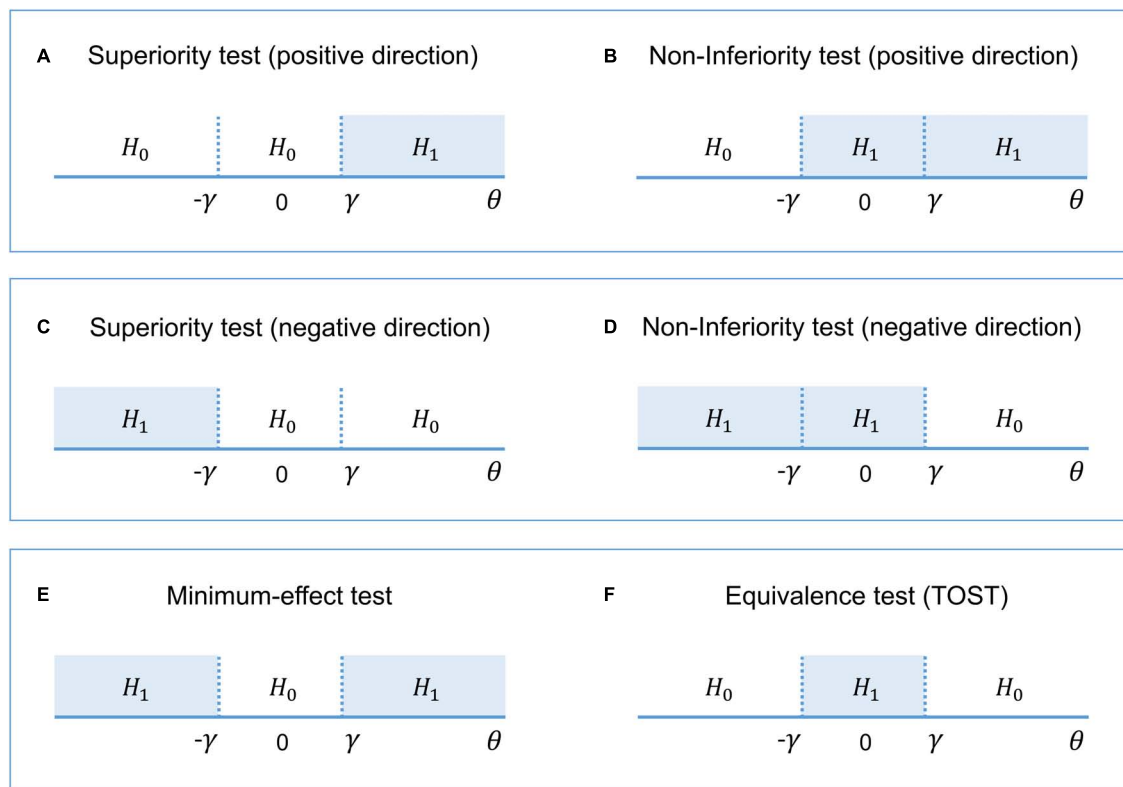 A Superiority test (positive direction)
H₀ H₀ H₁
-γ 0 γ θ
B Non-Inferiority test (positive direction)
H₀ H₁ H₁
-γ 0 γ θ
C Superiority test (negative direction)
H₁ H₀ H₀
-γ 0 γ θ
D Non-Inferiority test (negative direction)
H₁ H₁ H₀
-γ 0 γ θ
E Minimum-effect test
H₁ H₀ H₁
-γ 0 γ θ
F Equivalence test (TOST)
H₀ H₁ H₀
-γ 0 γ θ